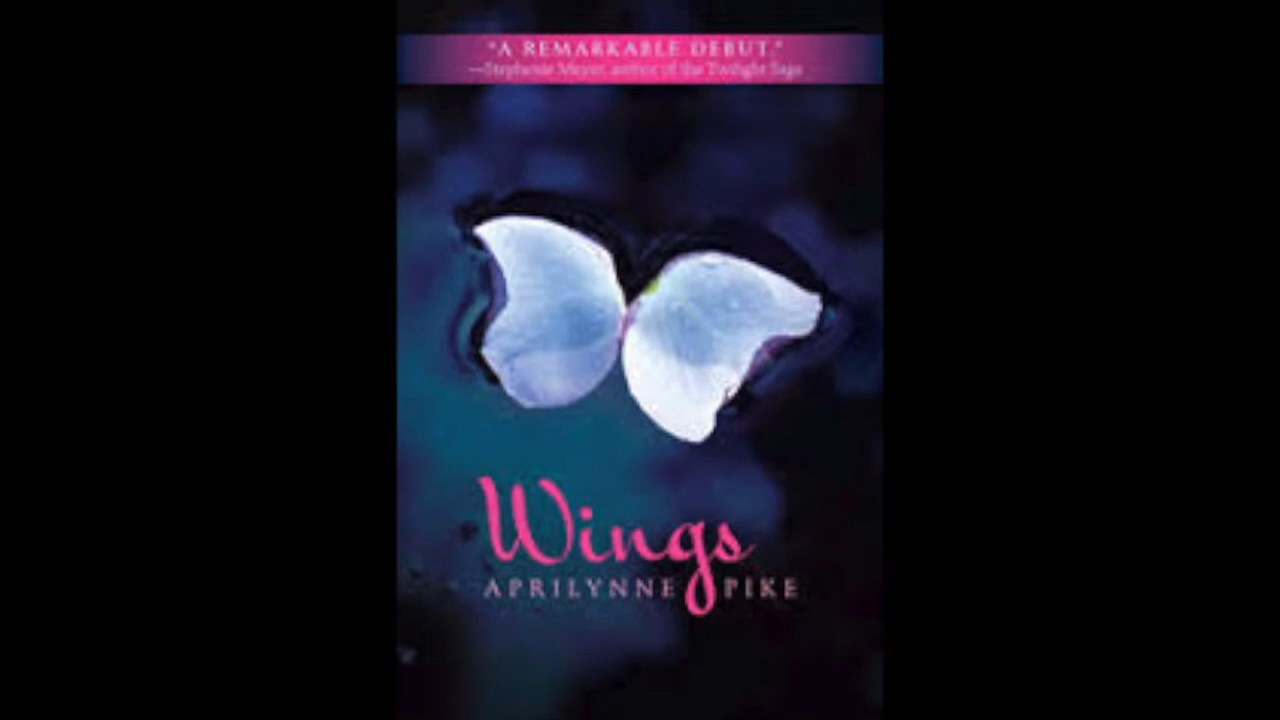 "A REMARKABLE DEBUT."
—Stephenie Meyer, author of the Twilight Saga
Wings
APRILYNNE PIKE